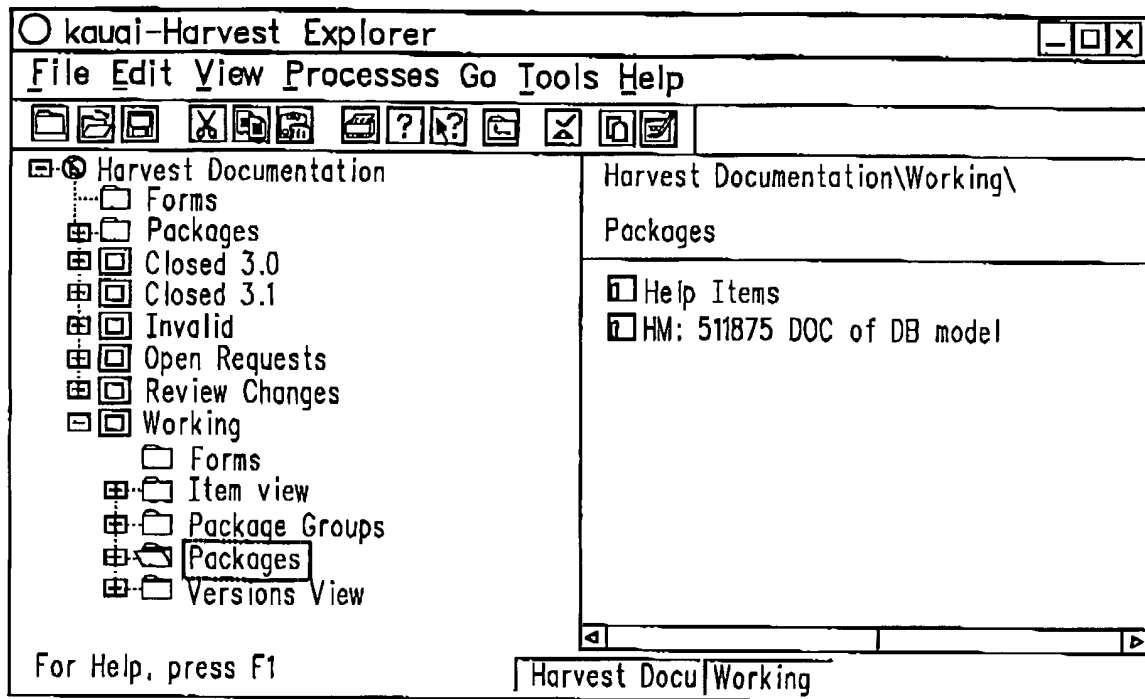 kauai-Harvest Explorer
File Edit View Processes Go Tools Help
Harvest Documentation
Forms
Packages
Closed 3.0
Closed 3.1
Invalid
Open Requests
Review Changes
Working
Forms
Item view
Package Groups
Packages
Versions View
Harvest Documentation\Working\
Packages
Help Items
HM: 511875 DOC of DB model
For Help, press F1
Harvest Docu Working